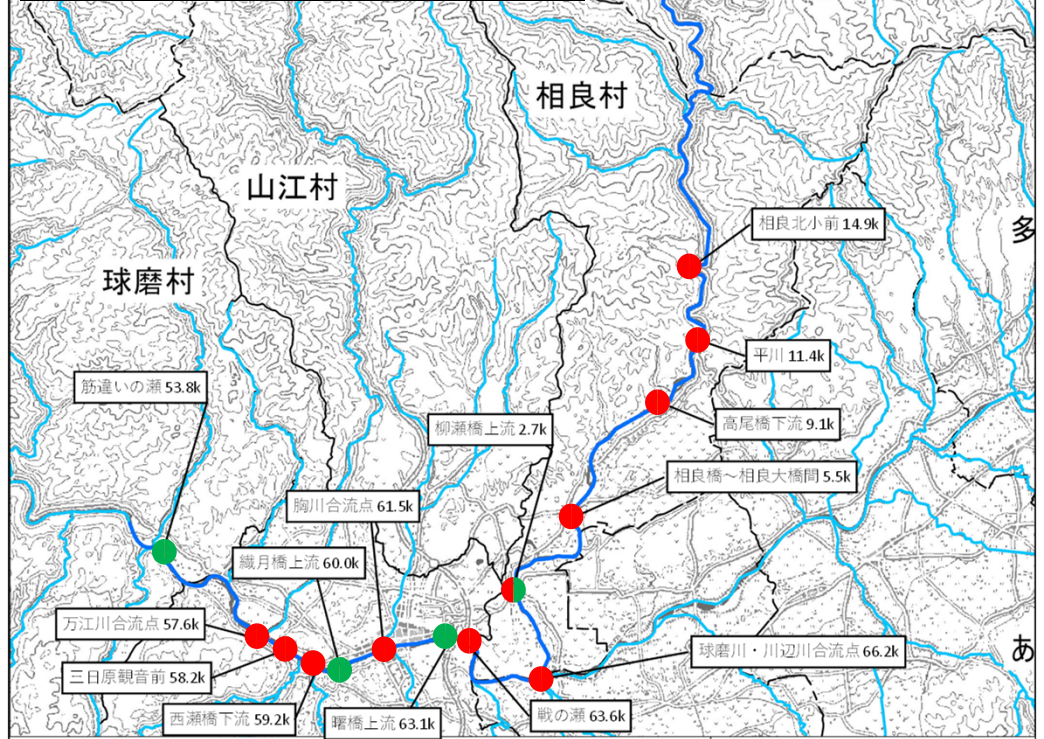 相良村
山江村
相良北小前 14.9k
多
球磨村
平川 11.4k
筋違いの瀬 53.8k
柳瀬橋上流 2.7k
高尾橋下流 9.1k
相良橋～相良大橋間 5.5k
胸川合流点 61.5k
繊月橋上流 60.0k
万江川合流点 57.6k
球磨川・川辺川合流点 66.2k
あ
三日原観音前 58.2k
西瀬橋下流 59.2k
曙橋上流 63.1k
戦の瀬 63.6k